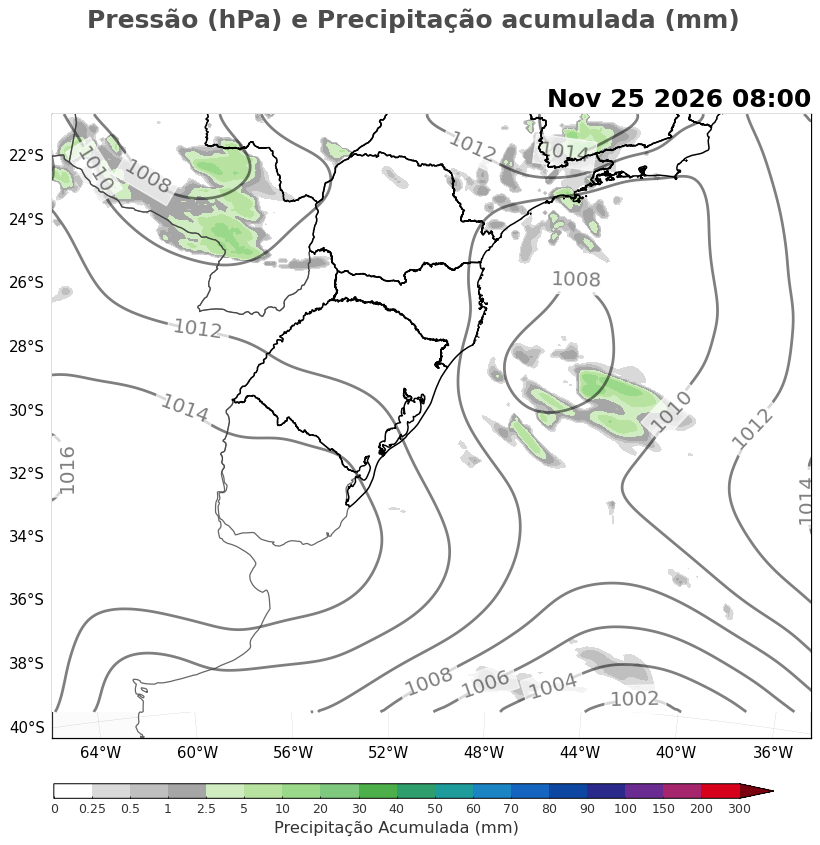 Pressão (hPa) e Precipitação acumulada (mm)
Nov 25 2026 08:00
1012
1014
1010
1008
1008
1012
1014
1010
1012
1016
1014
1008
1006
1004
1002
22°S
24°S
26°S
28°S
30°S
32°S
34°S
36°S
38°S
40°S
64°W 60°W 56°W 52°W 48°W 44°W 40°W 36°W
0 0.25 0.5 1 2.5 5 10 20 30 40 50 60 70 80 90 100 150 200 300
Precipitação Acumulada (mm)